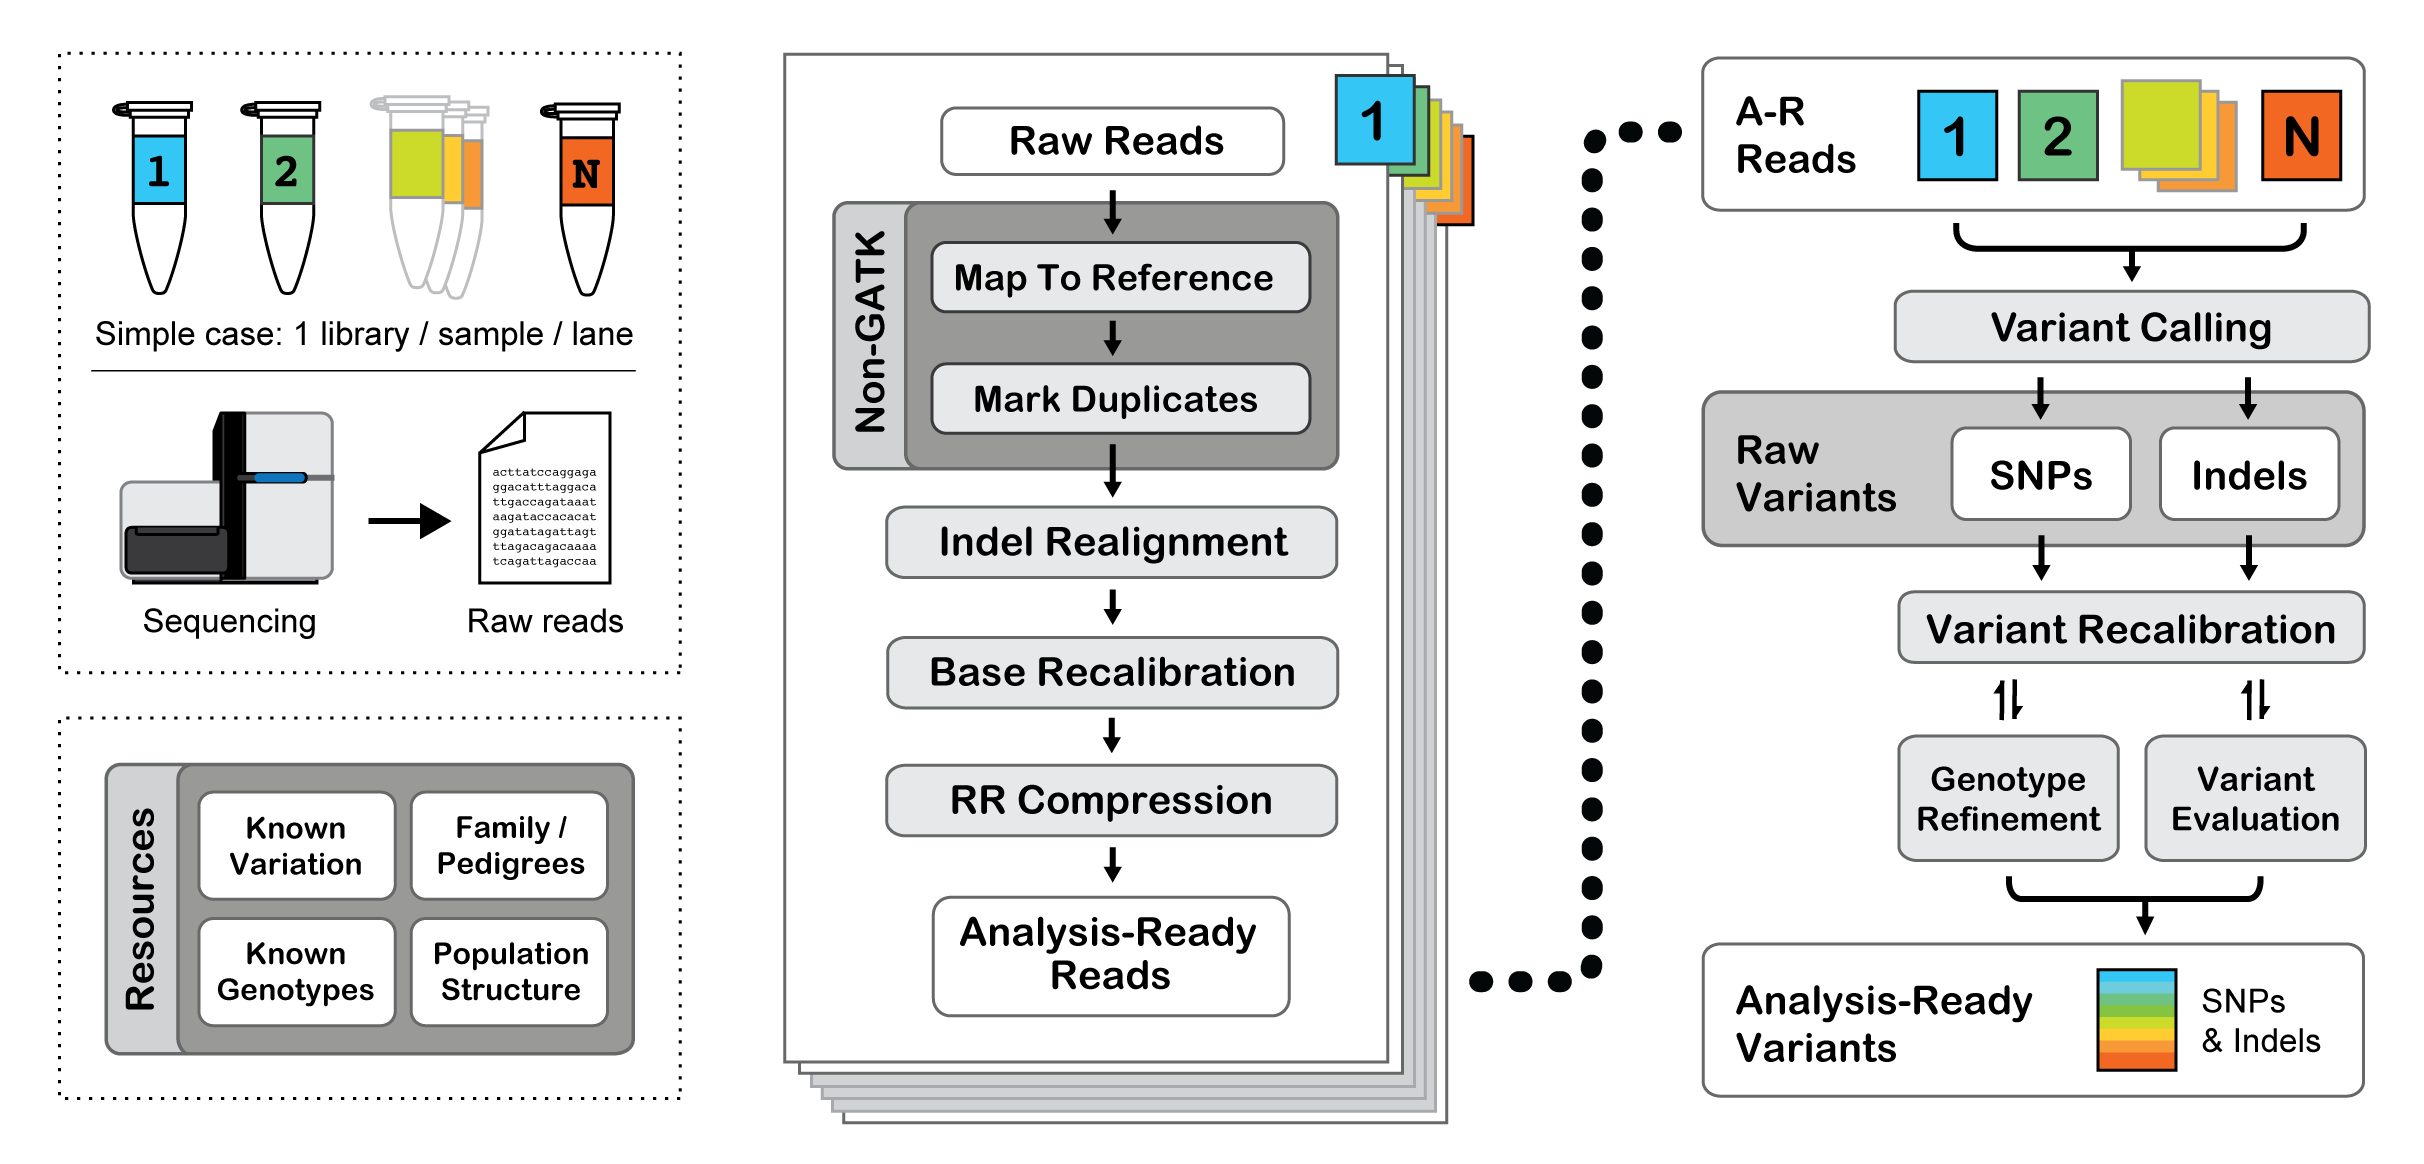 1
2
N
Simple case: 1 library / sample / lane
acttatccaggaga
ggacatttaggaca
ttgaccagataaat
aagataccacacat
ggatatagattagt
ttagacagacaaaa
tcagattagaccaa
Sequencing
Raw reads
Resources
Known
Variation
Family /
Pedigrees
Known
Genotypes
Population
Structure
1
Raw Reads
Non-GATK
Map To Reference
Mark Duplicates
Indel Realignment
Base Recalibration
RR Compression
Analysis-Ready
Reads
A-R
Reads
1
2
N
Variant Calling
Raw
Variants
SNPs
Indels
Variant Recalibration
Genotype
Refinement
Variant
Evaluation
Analysis-Ready
Variants
SNPs
& Indels